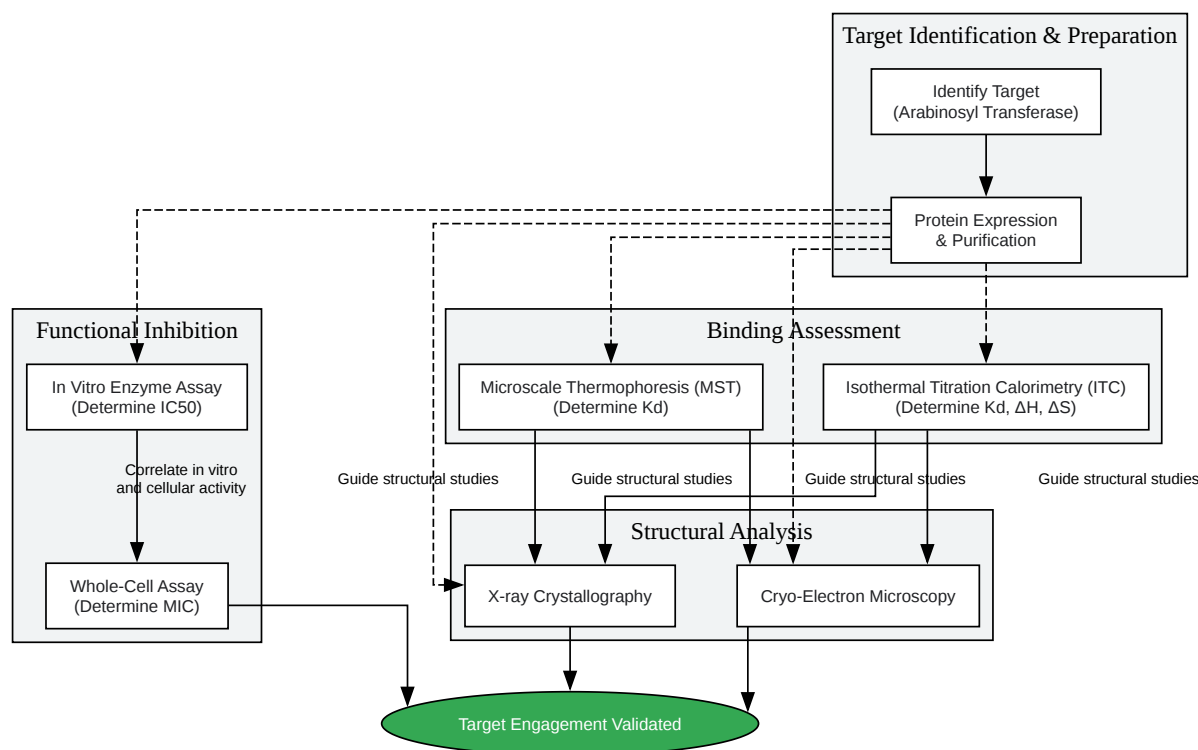 Target Identification & Preparation
Identify Target
(Arabinosyl Transferase)
Protein Expression
& Purification
Functional Inhibition
Binding Assessment
In Vitro Enzyme Assay
(Determine IC50)
Microscale Thermophoresis (MST)
(Determine Kd)
Isothermal Titration Calorimetry (ITC)
(Determine Kd, ΔH, ΔS)
Correlate in vitro
and cellular activity
Guide structural studies
Guide structural studies
Guide structural studies
Guide structural studies
Structural Analysis
Whole-Cell Assay
(Determine MIC)
X-ray Crystallography
Cryo-Electron Microscopy
Target Engagement Validated